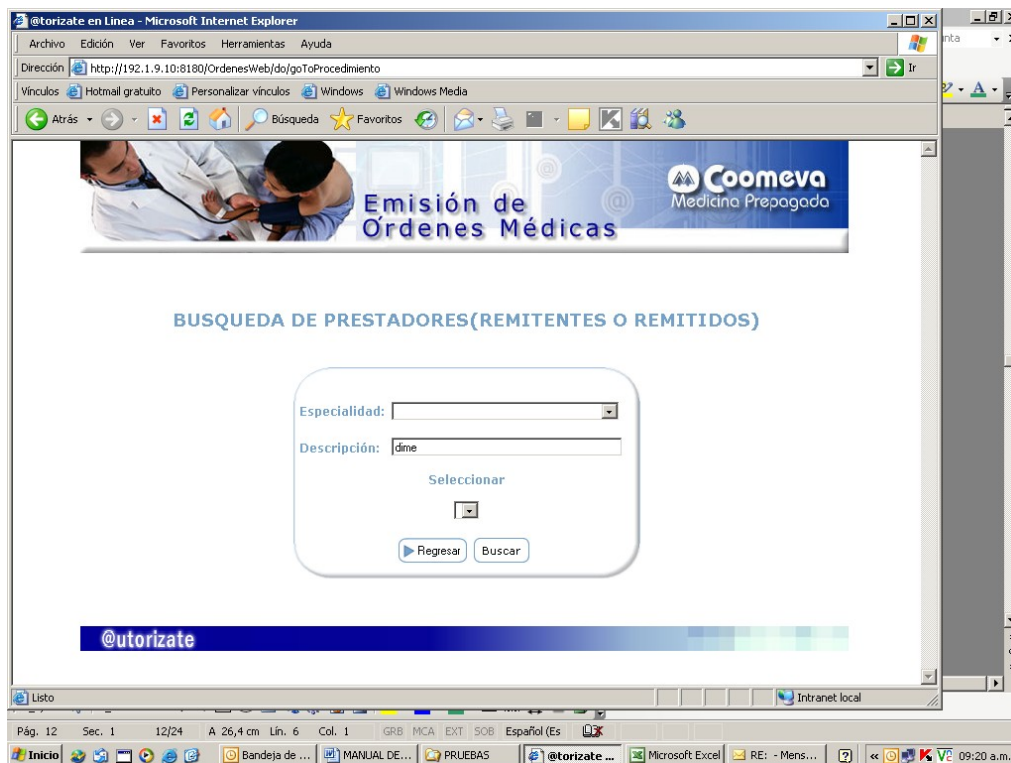 @torizate en Linea - Microsoft Internet Explorer
Archivo Edición Ver Favoritos Herramientas Ayuda
Dirección http://192.1.9.10:8180/OrdenesWeb/do/goToProcedimiento Ir
Vínculos Hotmail gratuito Personalizar vínculos Windows Windows Media
Atrás Búsqueda Favoritos
Coomeva
Medicina Prepagada
Emisión de
Ordenes Médicas
BUSQUEDA DE PRESTADORES(REMITENTES O REMITIDOS)
Especialidad:
Descripción: dime
Seleccionar
Regresar Buscar
@utorizate
Listo Intranet local
Pág. 12 Sec. 1 12/24 A 26,4 cm Lín. 6 Col. 1 GRB MCA EXT SOB Español (Es
Inicio Bandeja de ... MANUAL DE... PRUEBAS @torizate ... Microsoft Excel RE: - Mens... 09:20 a.m.